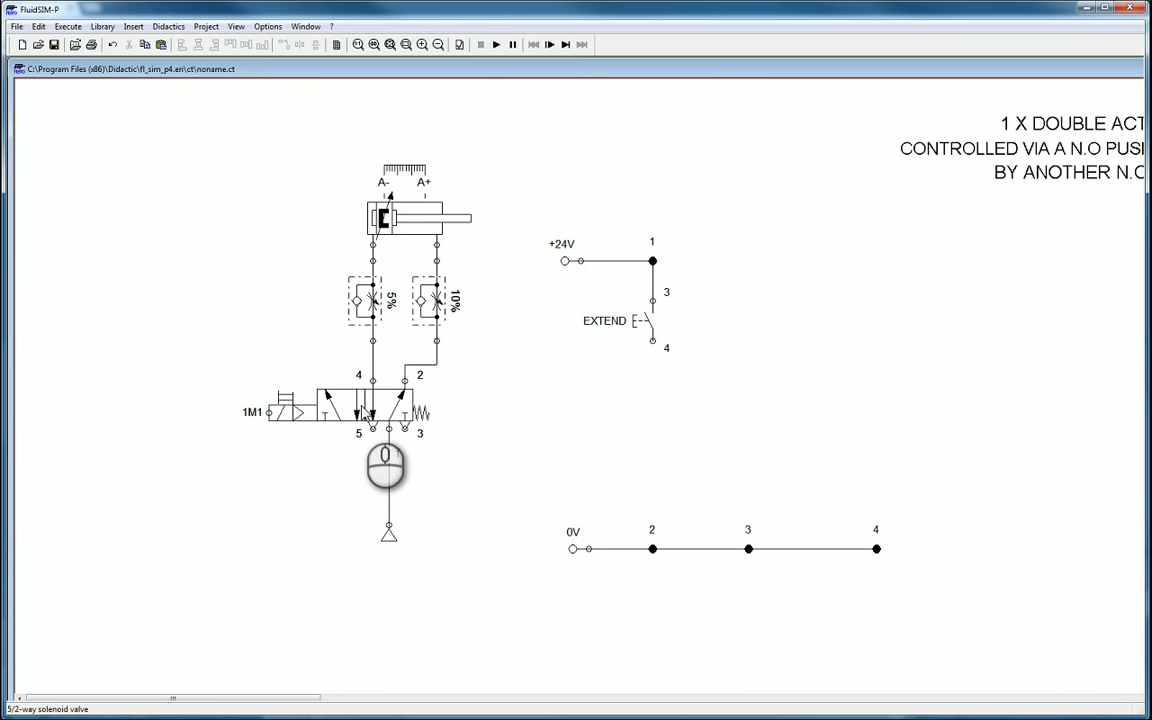 FluidSIM-P
File Edit Execute Library Insert Didactics Project View Options Window ?
C:\Program Files (x86)\Didactic\fl_sim_p4.en\ct\noname.ct
1 X DOUBLE ACT
CONTROLLED VIA A N.O PUSI
BY ANOTHER N.O
A- A+
+24V 1
3
5% 10%
EXTEND
4
4 2
1M1
5 3
0V 2 3 4
5/2-way solenoid valve